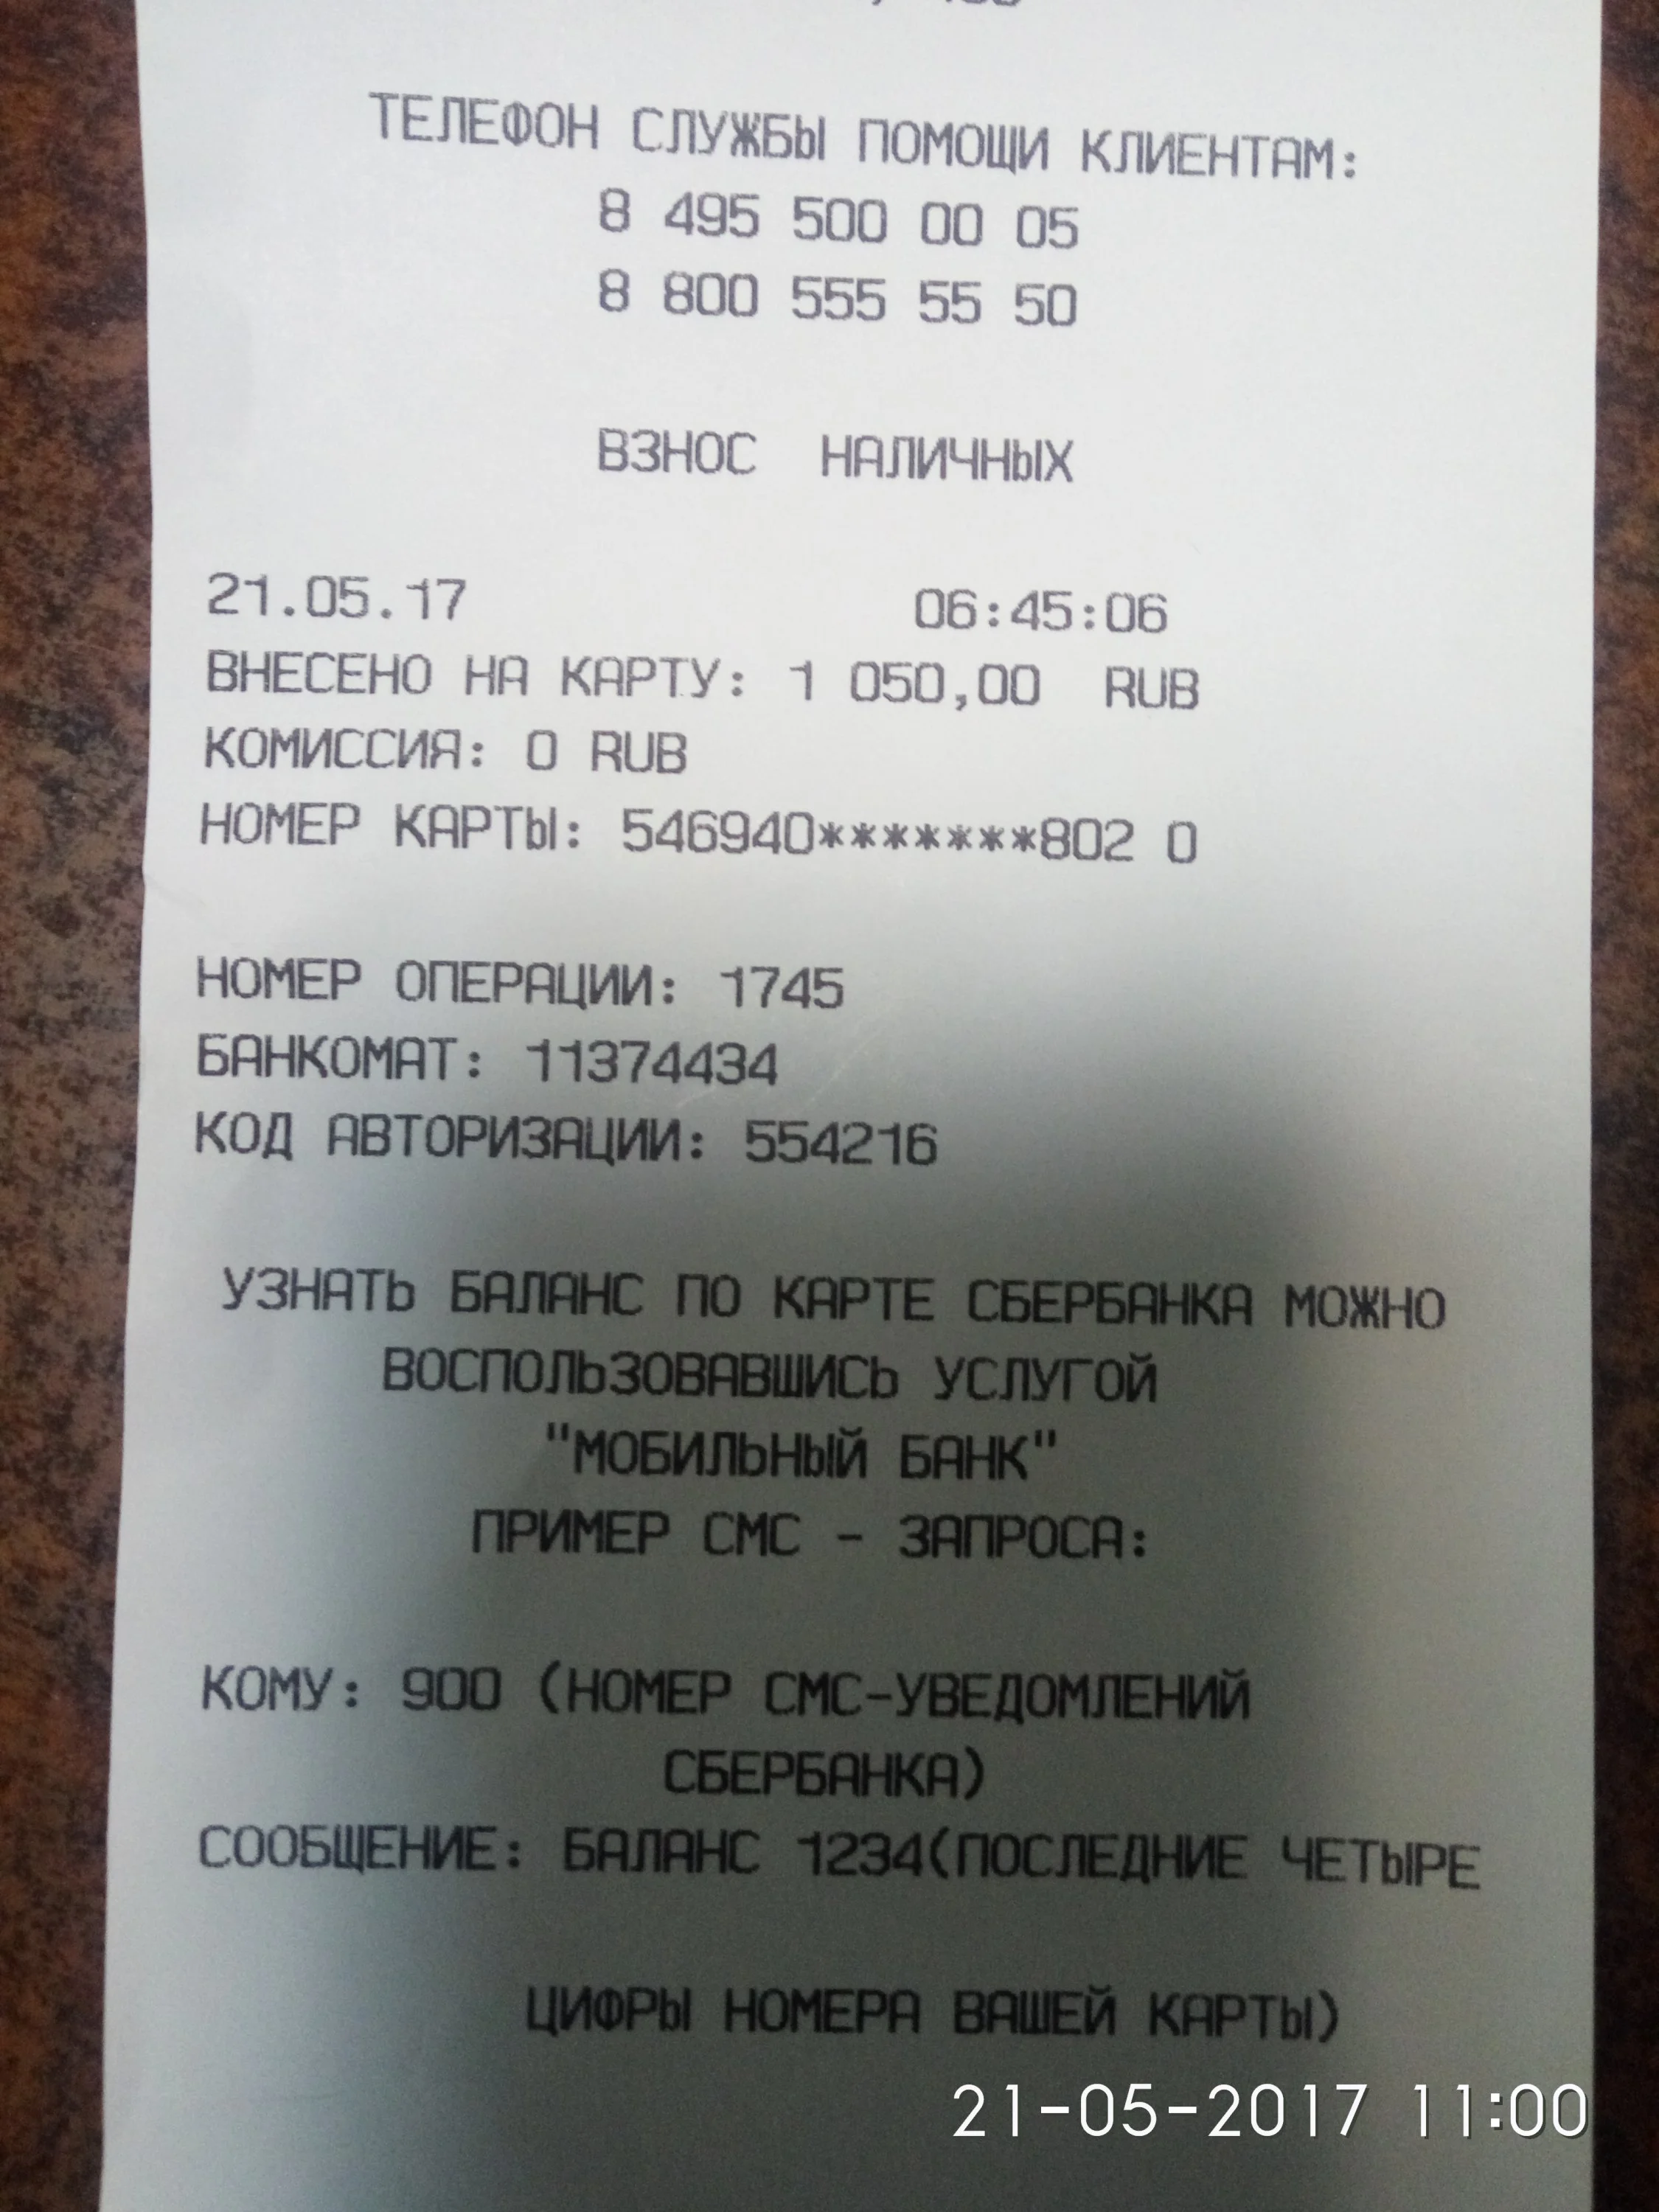 ТЕЛЕФОН СЛУЖБЫ ПОМОЩИ КЛИЕНТАМ:
8 495 500 00 05
8 800 555 55 50
ВЗНОС НАЛИЧНЫХ
21.05.17 06:45:06
ВНЕСЕНО НА КАРТУ: 1 050,00 RUB
КОМИССИЯ: 0 RUB
НОМЕР КАРТЫ: 546940*******802 0
НОМЕР ОПЕРАЦИИ: 1745
БАНКОМАТ: 11374434
КОД АВТОРИЗАЦИИ: 554216
УЗНАТЬ БАЛАНС ПО КАРТЕ СБЕРБАНКА МОЖНО
ВОСПОЛЬЗОВАВШИСЬ УСЛУГОЙ
"МОБИЛЬНЫЙ БАНК"
ПРИМЕР СМС - ЗАПРОСА:
КОМУ: 900 (НОМЕР СМС-УВЕДОМЛЕНИЙ
СБЕРБАНКА)
СООБЩЕНИЕ: БАЛАНС 1234(ПОСЛЕДНИЕ ЧЕТЫРЕ
ЦИФРЫ НОМЕРА ВАШЕЙ КАРТЫ)
21-05-2017 11:00